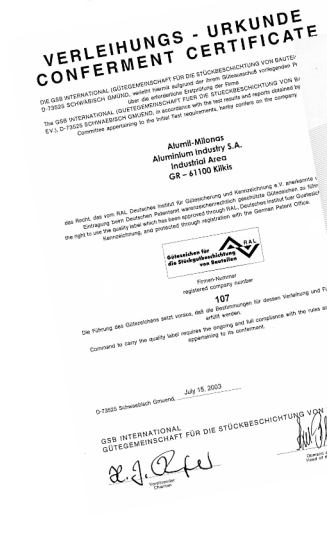 VERLEIHUNGS - URKUNDE
CONFERMENT CERTIFICATE
DIE GSB INTERNATIONAL (GÜTEGEMEINSCHAFT FÜR DIE STÜCKBESCHICHTUNG VON
D-73525 SCHWÄBISCH GMÜND, verleiht hiermit aufgrund der ihrem Güteausschuß vorliegenden
über die erforderliche Erstprüfung der Firma
The GSB INTERNATIONAL (GUETEGEMEINSCHAFT FUER DIE STUECKBESCHICHTUNG VON
E.V.), D-73525 SCHWAEBISCH GMUEND, in accordance with the test results and reports obtained by
Committee appertaining to the initial test requirements, hereby confers on the company
Alumil-Milonas
Aluminium Industry S.A.
Industrial Area
GR – 61100 Kilkis
das Recht, das vom RAL Deutsches Institut für Gütesicherung und Kennzeichnung e.V. anerkannte
Eintragung beim Deutschen Patentamt warenzeichenrechtlich geschützte Gütezeichen zu
the right to use the quality label which has been approved through RAL, Deutsches Institut fuer
Kennzeichnung, and protected through registration with the German Patent Office.
Gütezeichen für
die Stückgutbeschichtung
von Bauteilen
RAL
Firmen-Nummer
registered company number
107
Die Führung des Gütezeichens setzt voraus, daß die Bestimmungen für dessen Verleihung und
erfüllt werden.
Command to carry the quality label requires the ongoing and full compliance with the rules
appertaining to its conferment.
D-73525 Schwaebisch Gmuend, July 15, 2003
GSB INTERNATIONAL
GÜTEGEMEINSCHAFT FÜR DIE STÜCKBESCHICHTUNG VON
Vorsitzender
Chairman